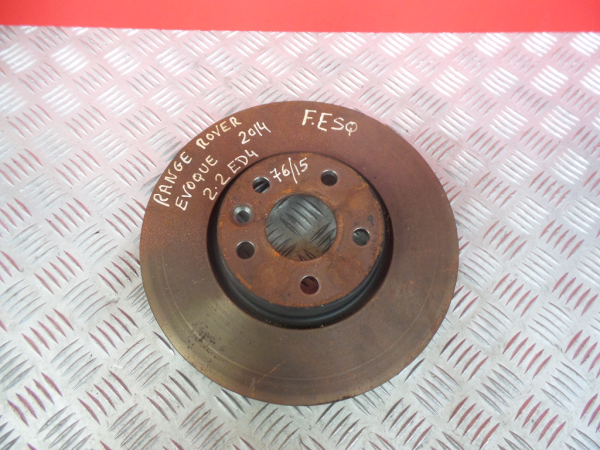 RANGE ROVER
EVOQUE 2014
2.2 ED4
F.ESQ
76/15